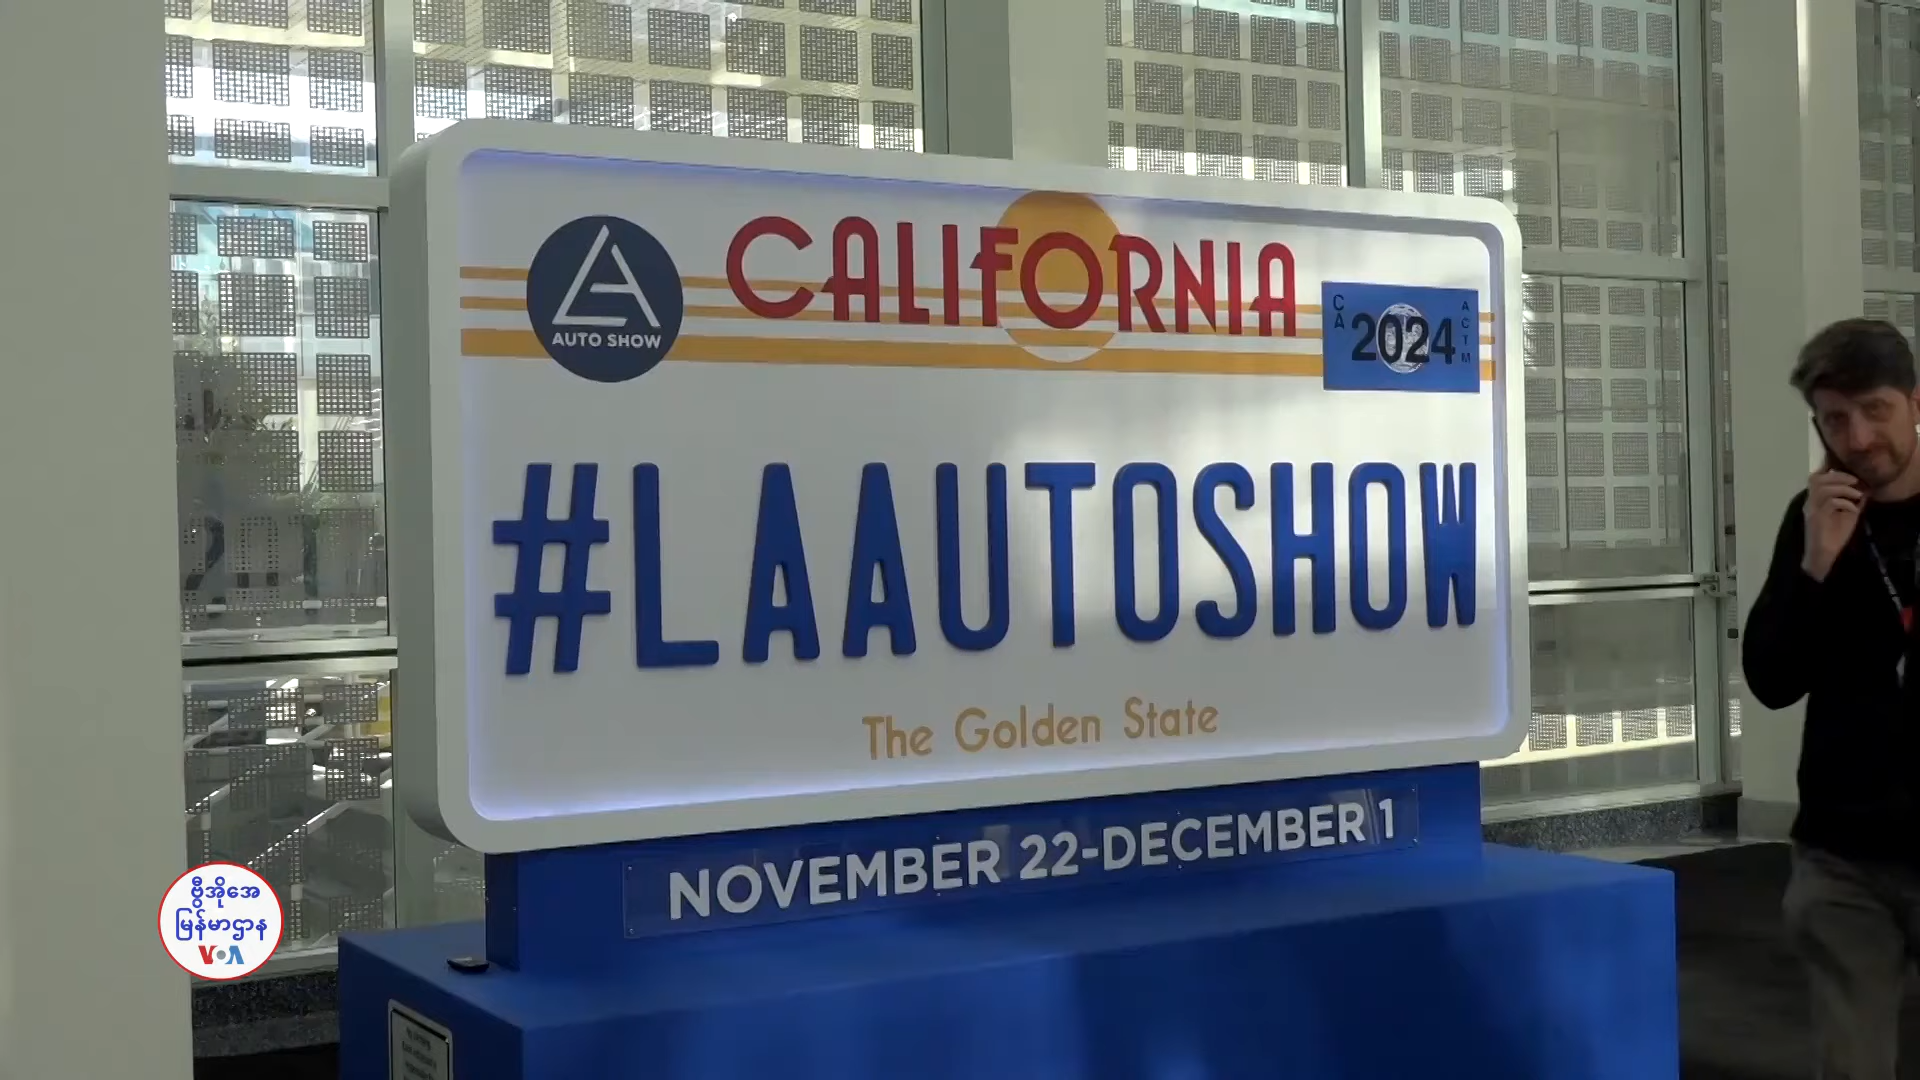 CALIFORNIA
LA
AUTO SHOW
CA
2024
ACTM
#LAAUTOSHOW
The Golden State
NOVEMBER 22-DECEMBER 1
ဗွီအိုအေ
မြန်မာဌာန
VOA